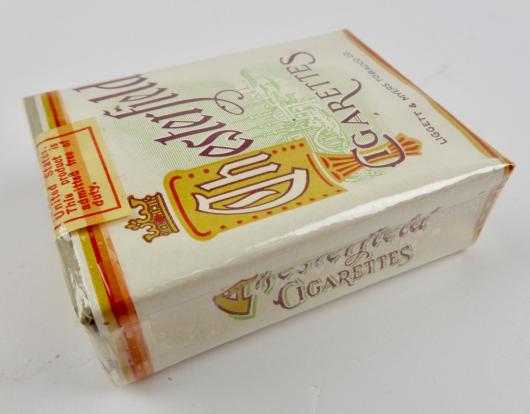 Chesterfield
CIGARETTES
LIGGETT & MYERS TOBACCO CO.
United States
This Product is
admitted free of
duty.
Chesterfield
CIGARETTES